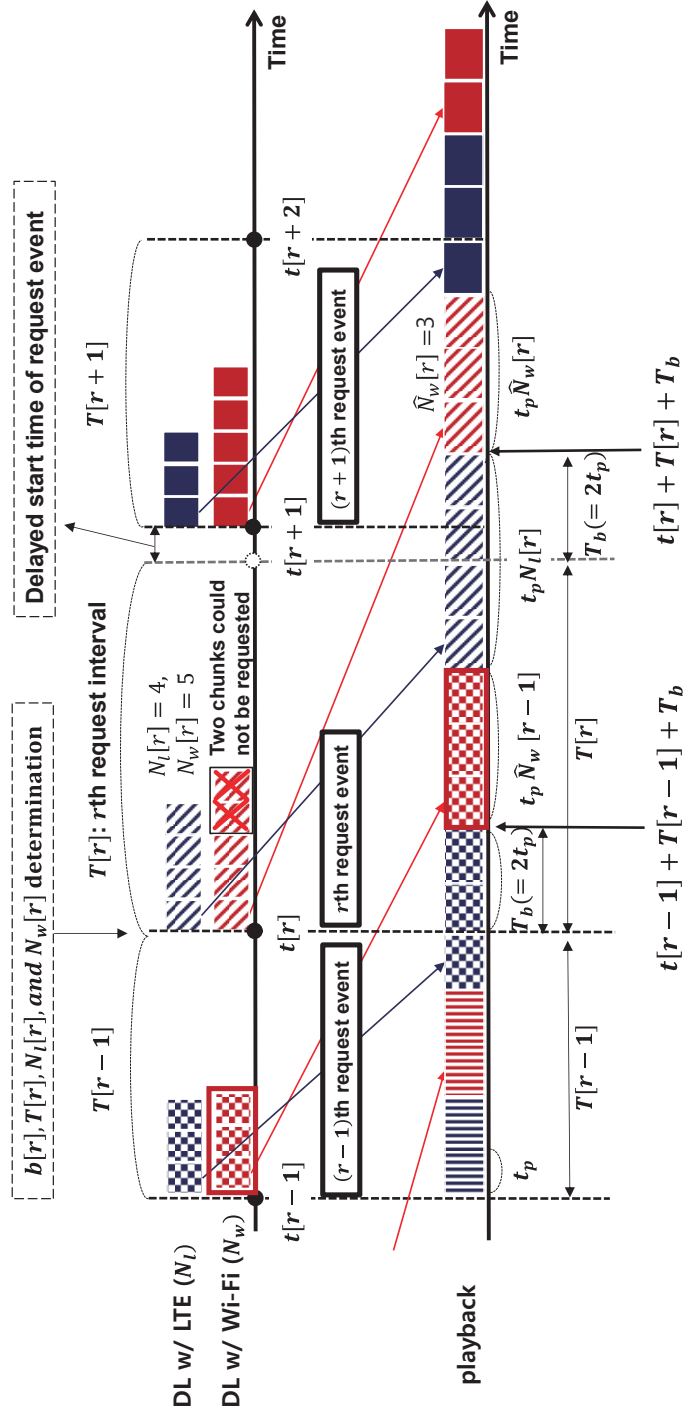 b[r], T[r], N_l[r], and N_w[r] determination
Delayed start time of request event
T[r − 1]
T[r]: rth request interval
T[r + 1]
N_l[r] = 4,
N_w[r] = 5
Two chunks could
not be requested
DL w/ LTE (N_l)
DL w/ Wi-Fi (N_w)
Time
t[r − 1]
t[r]
t[r + 1]
t[r + 2]
(r − 1)th request event
rth request event
(r + 1)th request event
N̂_w[r] = 3
playback
Time
t_p
T_b(= 2t_p)
t_p N̂_w [r − 1]
t_p N_l[r]
T_b(= 2t_p)
t_p N̂_w[r]
T[r − 1]
T[r]
t[r − 1] + T[r − 1] + T_b
t[r] + T[r] + T_b